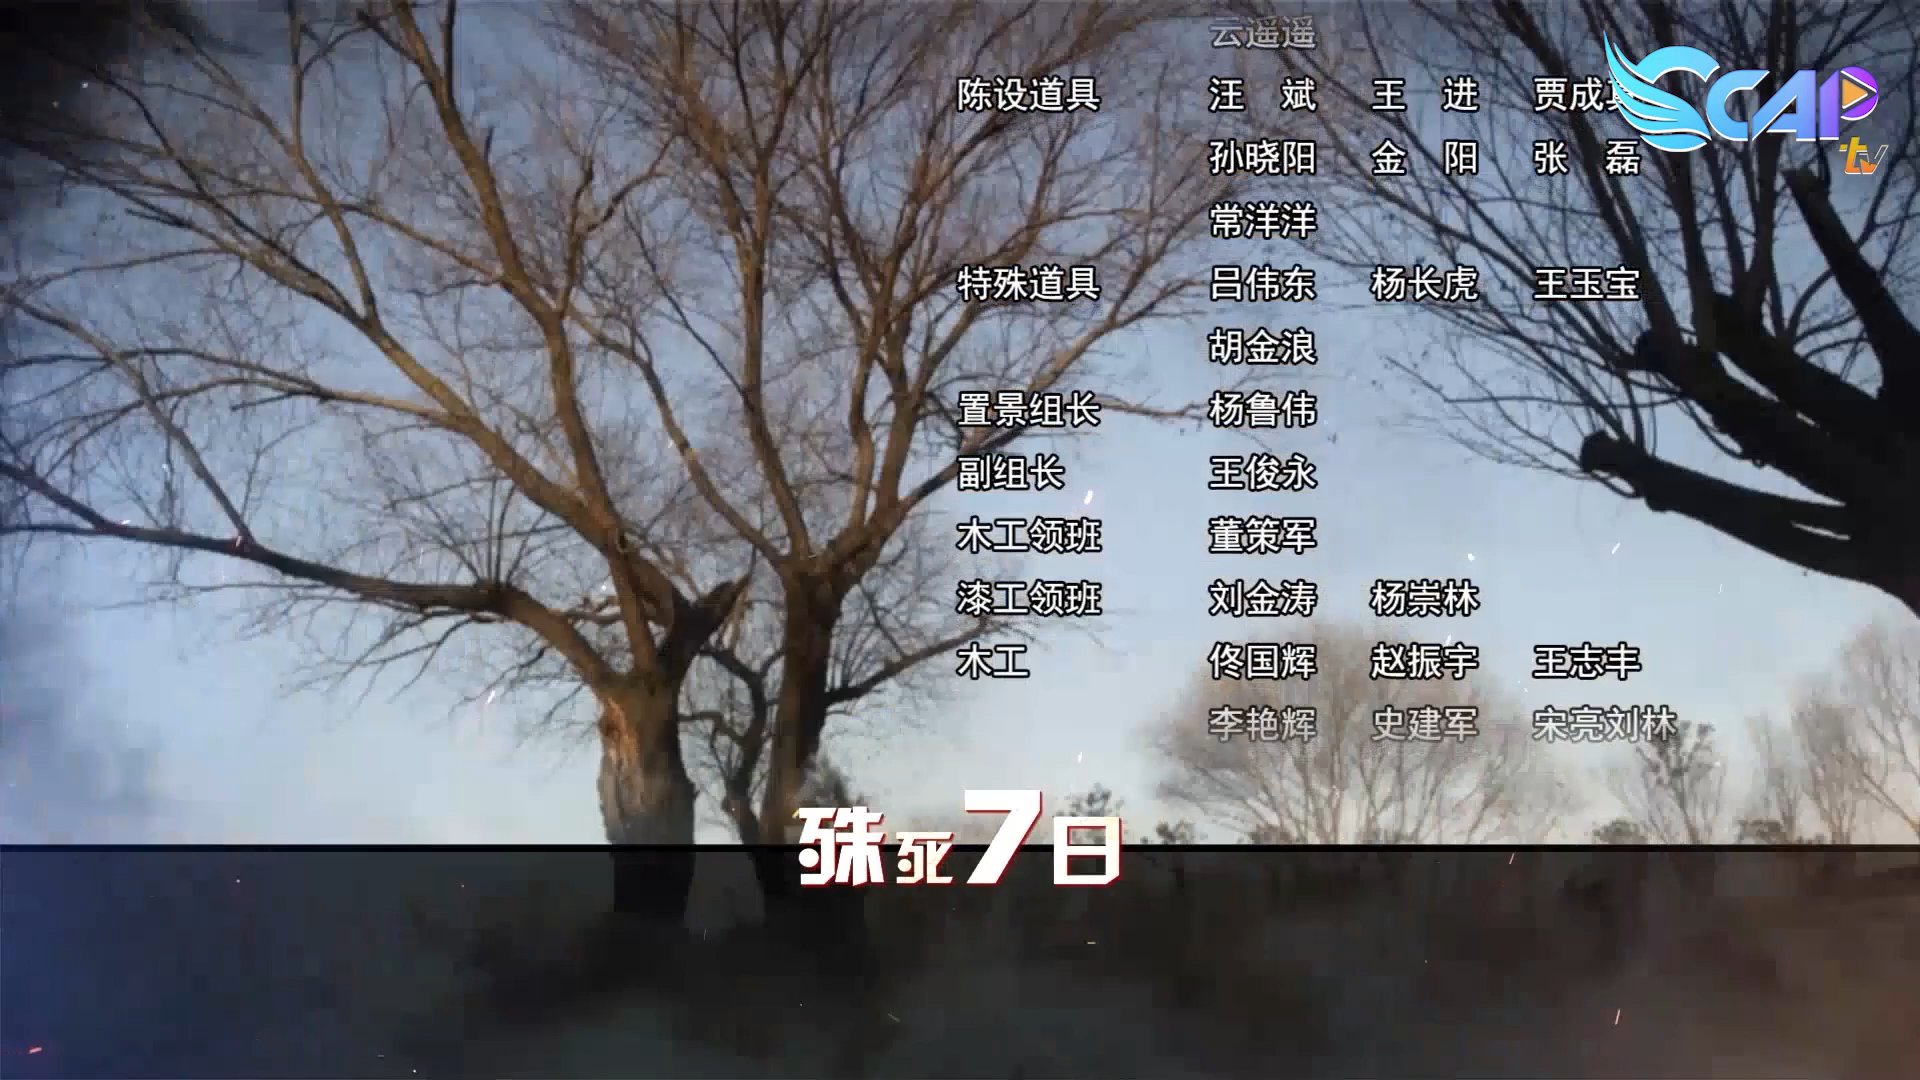 云遥遥
陈设道具 汪 斌 王 进 贾成
孙晓阳 金 阳 张 磊
常洋洋
特殊道具 吕伟东 杨长虎 王玉宝
胡金浪
置景组长 杨鲁伟
副组长 王俊永
木工领班 董策军
漆工领班 刘金涛 杨崇林
木工 佟国辉 赵振宇 王志丰
李艳辉 史建军 宋亮刘林
殊死7日
CAP
tv